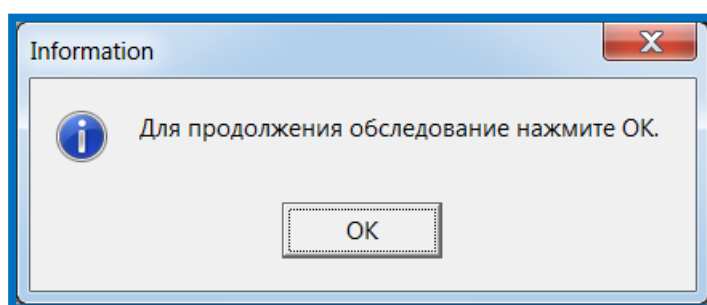 Information
Для продолжения обследование нажмите ОК.
OK